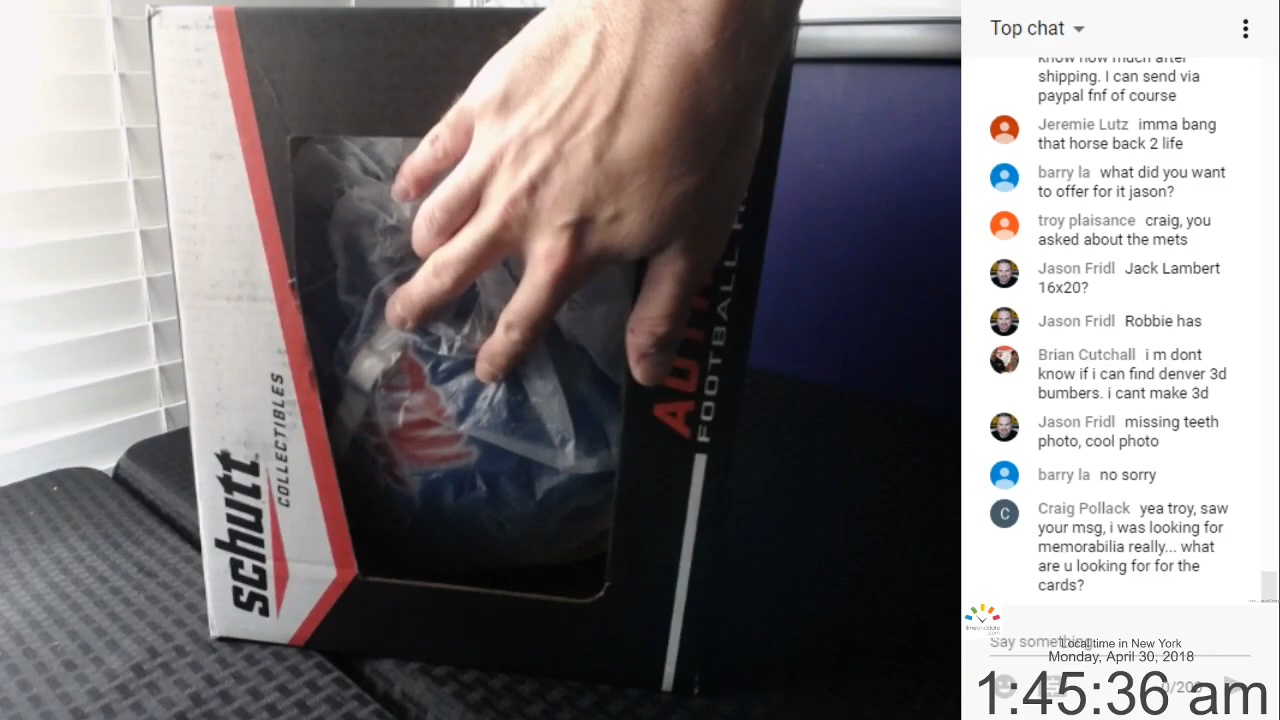 schutt
COLLECTIBLES
FOOTBALL
Top chat
know how much after
shipping. I can send via
paypal fnf of course
Jeremie Lutz imma bang
that horse back 2 life
barry la what did you want
to offer for it jason?
troy plaisance craig, you
asked about the mets
Jason Fridl Jack Lambert
16x20?
Jason Fridl Robbie has
Brian Cutchall i m dont
know if i can find denver 3d
bumbers. i cant make 3d
Jason Fridl missing teeth
photo, cool photo
barry la no sorry
C
Craig Pollack yea troy, saw
your msg, i was looking for
memorabilia really... what
are u looking for for the
cards?
Say something...
Local time in New York
Monday, April 30, 2018
0/200
1:45:36 am